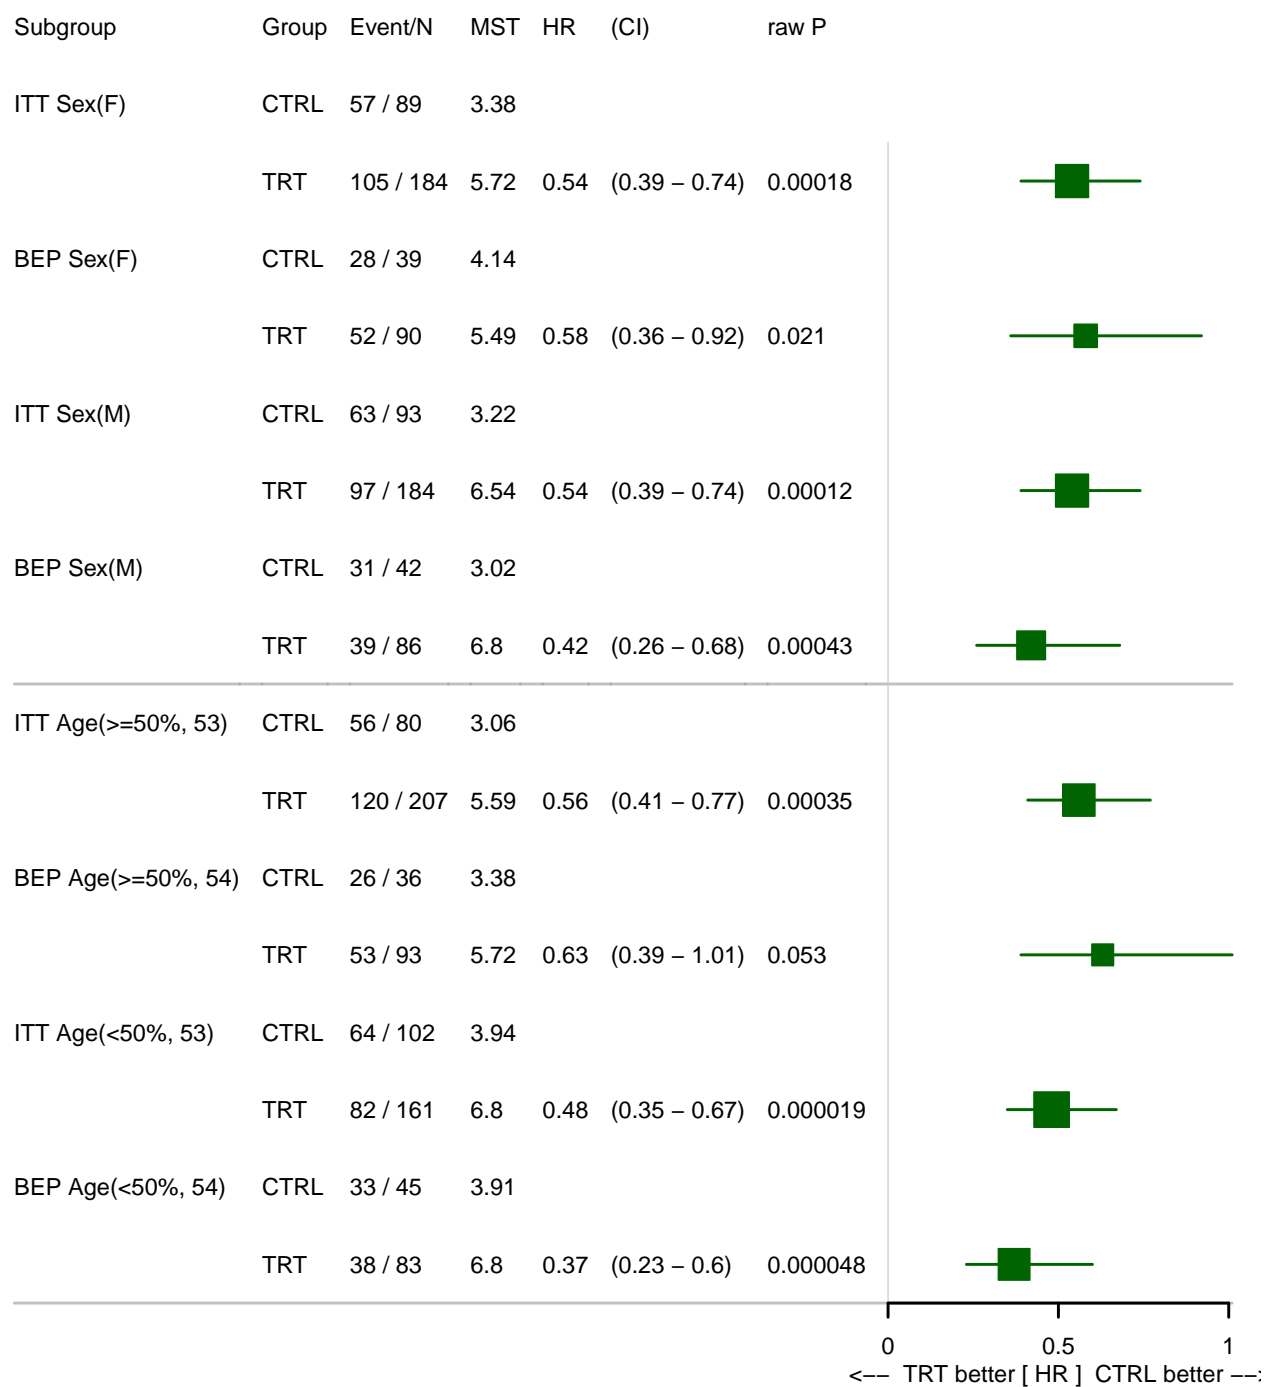 Subgroup Group Event/N MST HR (CI) raw P
ITT Sex(F) CTRL 57 / 89 3.38
TRT 105 / 184 5.72 0.54 (0.39 − 0.74) 0.00018
BEP Sex(F) CTRL 28 / 39 4.14
TRT 52 / 90 5.49 0.58 (0.36 − 0.92) 0.021
ITT Sex(M) CTRL 63 / 93 3.22
TRT 97 / 184 6.54 0.54 (0.39 − 0.74) 0.00012
BEP Sex(M) CTRL 31 / 42 3.02
TRT 39 / 86 6.8 0.42 (0.26 − 0.68) 0.00043
ITT Age(>=50%, 53) CTRL 56 / 80 3.06
TRT 120 / 207 5.59 0.56 (0.41 − 0.77) 0.00035
BEP Age(>=50%, 54) CTRL 26 / 36 3.38
TRT 53 / 93 5.72 0.63 (0.39 − 1.01) 0.053
ITT Age(<50%, 53) CTRL 64 / 102 3.94
TRT 82 / 161 6.8 0.48 (0.35 − 0.67) 0.000019
BEP Age(<50%, 54) CTRL 33 / 45 3.91
TRT 38 / 83 6.8 0.37 (0.23 − 0.6) 0.000048
0 0.5 1
<−− TRT better [ HR ] CTRL better −−>